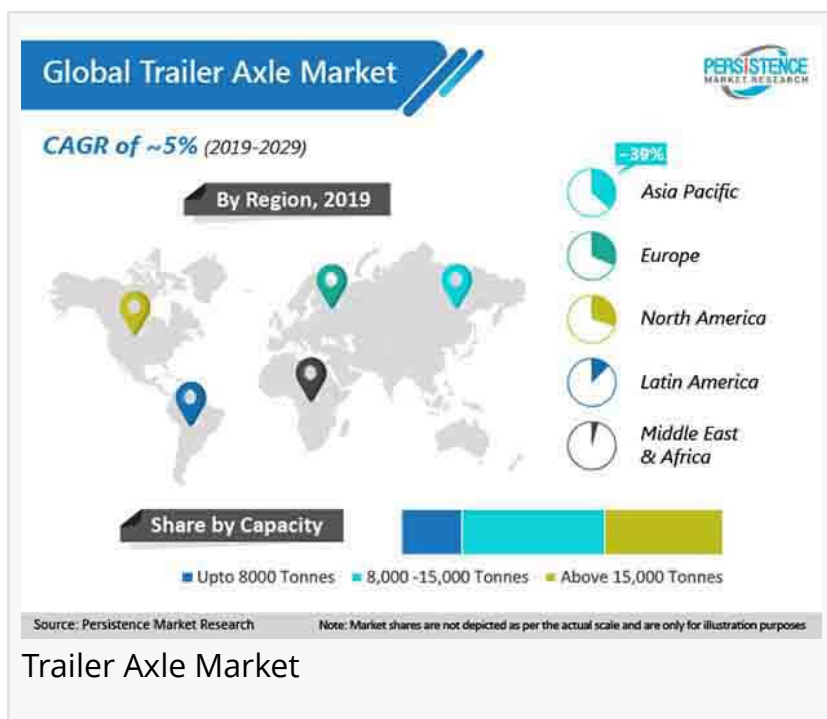 Global Trailer Axle Market
PERSISTENCE
MARKET RESEARCH
CAGR of ~5% (2019-2029)
By Region, 2019
~39%
Asia Pacific
Europe
North America
Latin America
Middle East
& Africa
Share by Capacity
Upto 8000 Tonnes
8,000 -15,000 Tonnes
Above 15,000 Tonnes
Source: Persistence Market Research
Note: Market shares are not depicted as per the actual scale and are only for illustration purposes
Trailer Axle Market